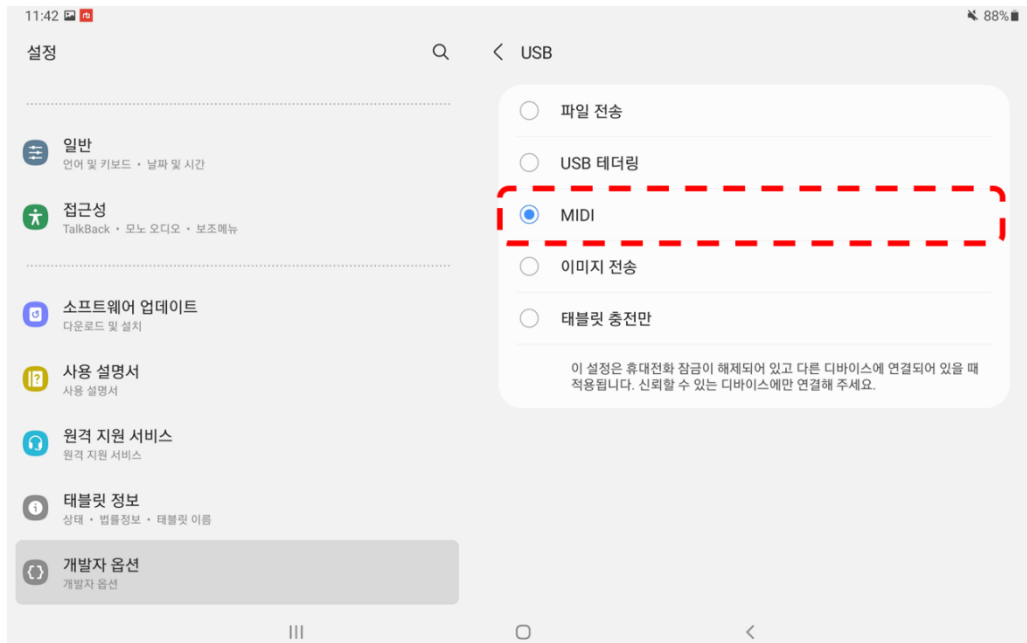 11:42
88%
설정
일반
언어 및 키보드 • 날짜 및 시간
접근성
TalkBack • 모노 오디오 • 보조메뉴
소프트웨어 업데이트
다운로드 및 설치
사용 설명서
사용 설명서
원격 지원 서비스
원격 지원 서비스
태블릿 정보
상태 • 법률정보 • 태블릿 이름
개발자 옵션
개발자 옵션
USB
파일 전송
USB 테더링
MIDI
이미지 전송
태블릿 충전만
이 설정은 휴대전화 잠금이 해제되어 있고 다른 디바이스에 연결되어 있을 때
적용됩니다. 신뢰할 수 있는 디바이스에만 연결해 주세요.